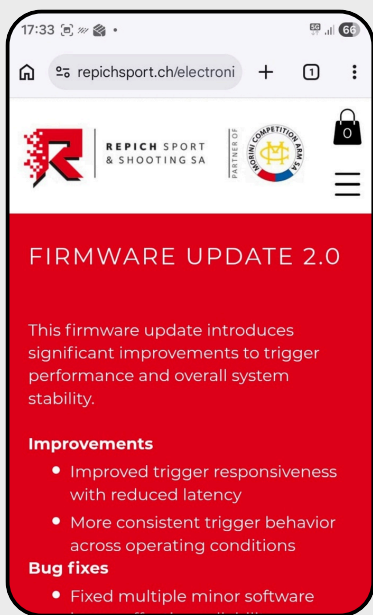 17:33
5G
66
repichsport.ch/electroni
1
REPICH SPORT
& SHOOTING SA
PARTNER OF
MORINI COMPETITION ARM SA
0
FIRMWARE UPDATE 2.0
This firmware update introduces
significant improvements to trigger
performance and overall system
stability.
Improvements
Improved trigger responsiveness
with reduced latency
More consistent trigger behavior
across operating conditions
Bug fixes
Fixed multiple minor software